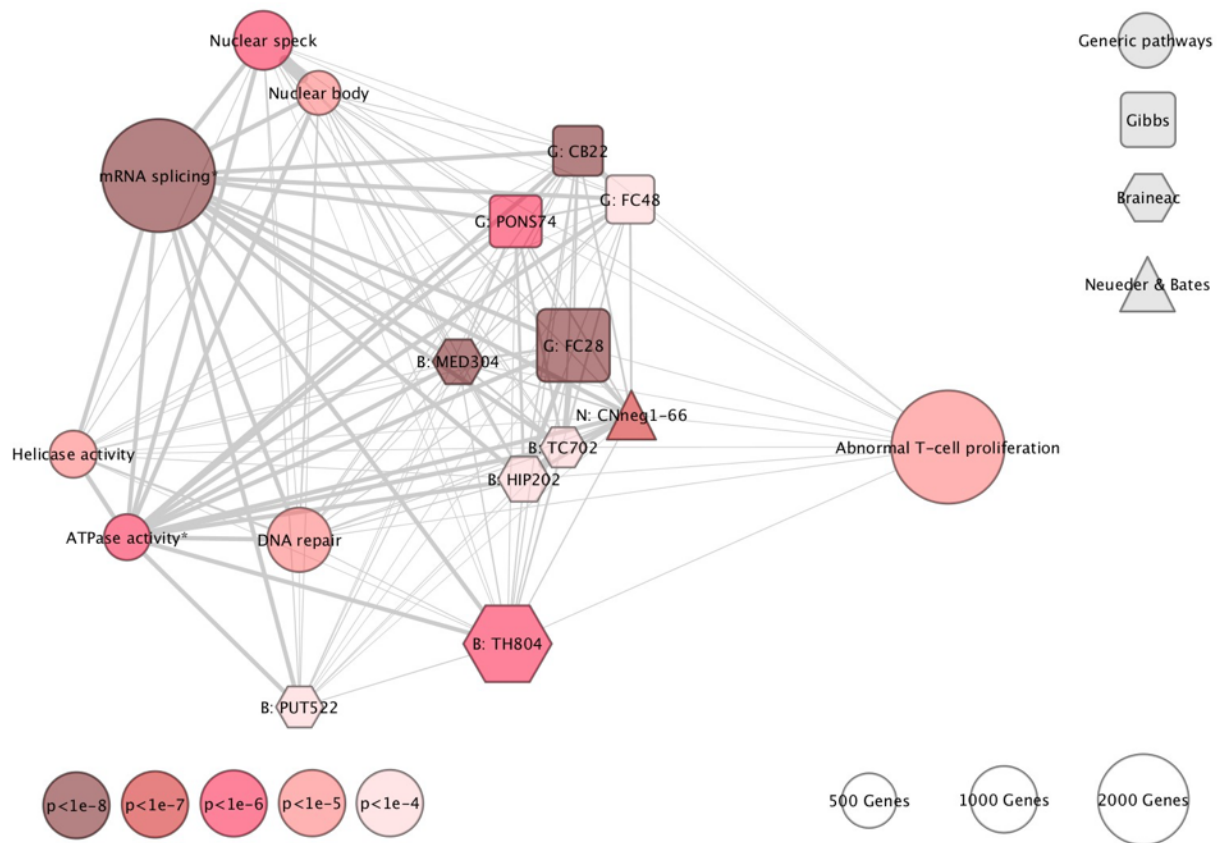 Nuclear speck
Generic pathways
Nuclear body
Gibbs
G: CB22
mRNA splicing*
G: FC48
Braineac
G: PONS74
Neueder & Bates
G: FC28
B: MED304
N: CNneg1-66
B: TC702
Abnormal T-cell proliferation
Helicase activity
B: HIP202
ATPase activity*
DNA repair
B: TH804
B: PUT522
p<1e-8
p<1e-7
p<1e-6
p<1e-5
p<1e-4
500 Genes
1000 Genes
2000 Genes